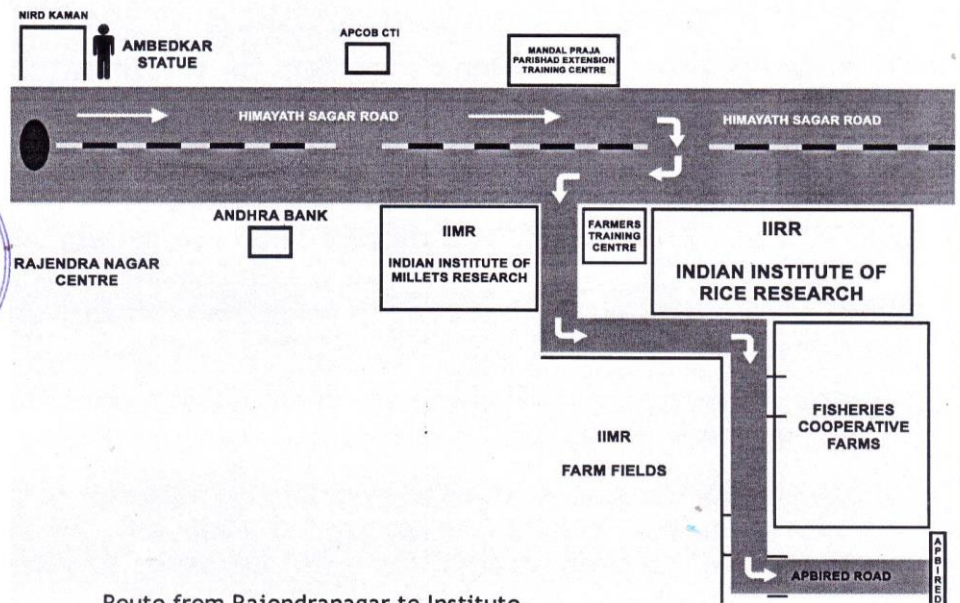 NIRD KAMAN
AMBEDKAR
STATUE
APCOB CTI
MANDAL PRAJA
PARISHAD EXTENSION
TRAINING CENTRE
HIMAYATH SAGAR ROAD
HIMAYATH SAGAR ROAD
RAJENDRA NAGAR
CENTRE
ANDHRA BANK
IIMR
INDIAN INSTITUTE OF
MILLETS RESEARCH
FARMERS
TRAINING
CENTRE
IIRR
INDIAN INSTITUTE OF
RICE RESEARCH
IIMR
FARM FIELDS
FISHERIES
COOPERATIVE
FARMS
APBIRED ROAD
APBIRED
Route from Rajendranagar to Institute